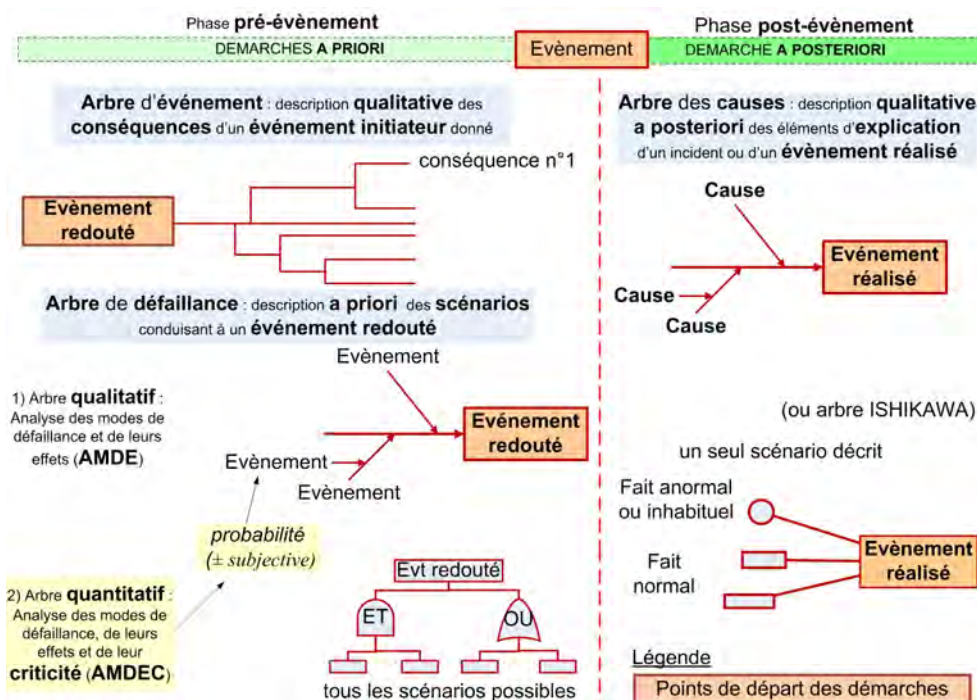 Phase pré-évènement
Phase post-évènement
DEMARCHES A PRIORI
Evènement
DEMARCHE A POSTERIORI
Arbre d'événement : description qualitative des
conséquences d'un événement initiateur donné
conséquence n°1
Evènement
redouté
Arbre de défaillance : description a priori des scénarios
conduisant à un événement redouté
Evènement
1) Arbre qualitatif :
Analyse des modes de
défaillance et de leurs
effets (AMDE)
Evénement
redouté
Evènement
Evènement
probabilité
(± subjective)
2) Arbre quantitatif :
Analyse des modes de
défaillance, de leurs
effets et de leur
criticité (AMDEC)
Evt redouté
ET
OU
tous les scénarios possibles
Arbre des causes : description qualitative
a posteriori des éléments d'explication
d'un incident ou d'un évènement réalisé
Cause
Evénement
réalisé
Cause
Cause
(ou arbre ISHIKAWA)
un seul scénario décrit
Fait anormal
ou inhabituel
Fait
normal
Evènement
réalisé
Légende
Points de départ des démarches